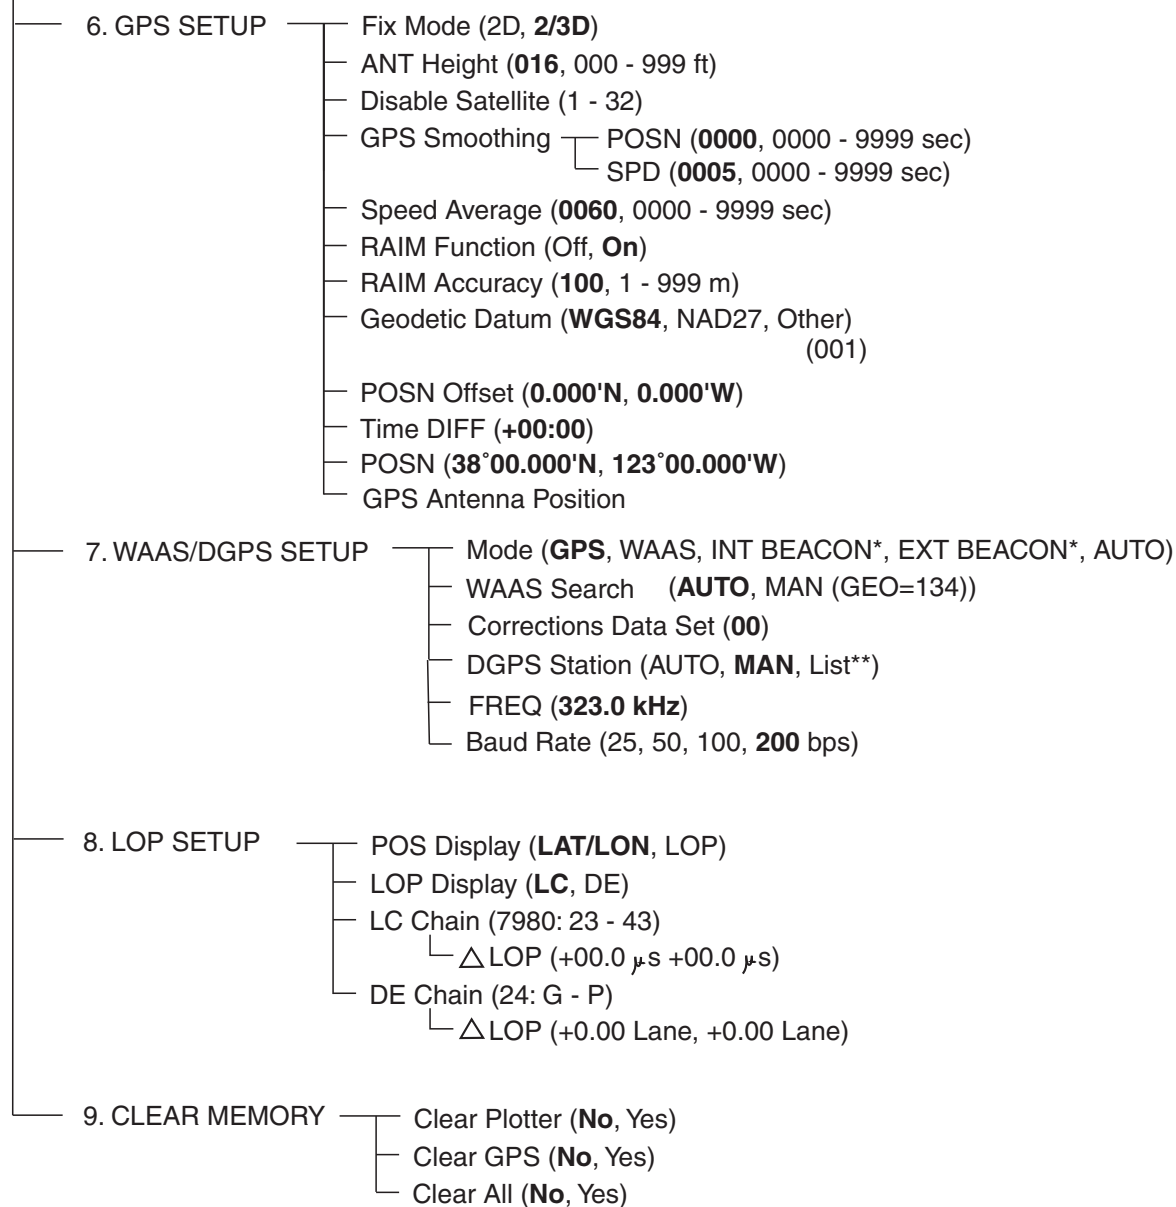 6. GPS SETUP
Fix Mode (2D, 2/3D)
ANT Height (016, 000 - 999 ft)
Disable Satellite (1 - 32)
GPS Smoothing
POSN (0000, 0000 - 9999 sec)
SPD (0005, 0000 - 9999 sec)
Speed Average (0060, 0000 - 9999 sec)
RAIM Function (Off, On)
RAIM Accuracy (100, 1 - 999 m)
Geodetic Datum (WGS84, NAD27, Other)
(001)
POSN Offset (0.000'N, 0.000'W)
Time DIFF (+00:00)
POSN (38°00.000'N, 123°00.000'W)
GPS Antenna Position
7. WAAS/DGPS SETUP
Mode (GPS, WAAS, INT BEACON*, EXT BEACON*, AUTO)
WAAS Search (AUTO, MAN (GEO=134))
Corrections Data Set (00)
DGPS Station (AUTO, MAN, List**)
FREQ (323.0 kHz)
Baud Rate (25, 50, 100, 200 bps)
8. LOP SETUP
POS Display (LAT/LON, LOP)
LOP Display (LC, DE)
LC Chain (7980: 23 - 43)
△LOP (+00.0 μs +00.0 μs)
DE Chain (24: G - P)
△LOP (+0.00 Lane, +0.00 Lane)
9. CLEAR MEMORY
Clear Plotter (No, Yes)
Clear GPS (No, Yes)
Clear All (No, Yes)